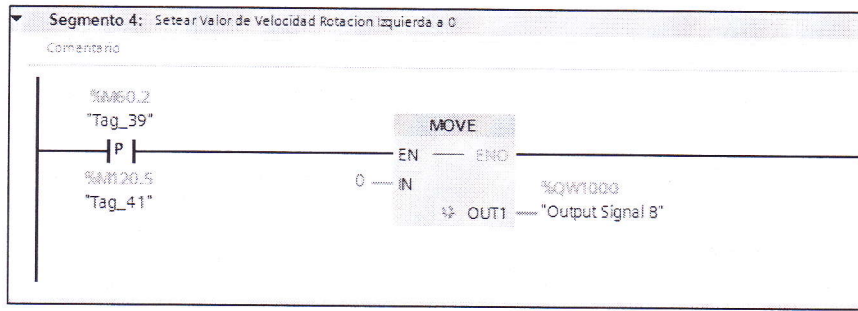 Segmento 4: Setear Valor de Velocidad Rotacion Izquierda a 0
Comentario
%M60.2
"Tag_39"
P
%M120.5
"Tag_41"
MOVE
EN ENO
0 IN
%QW1000
OUT1 "Output Signal 8"